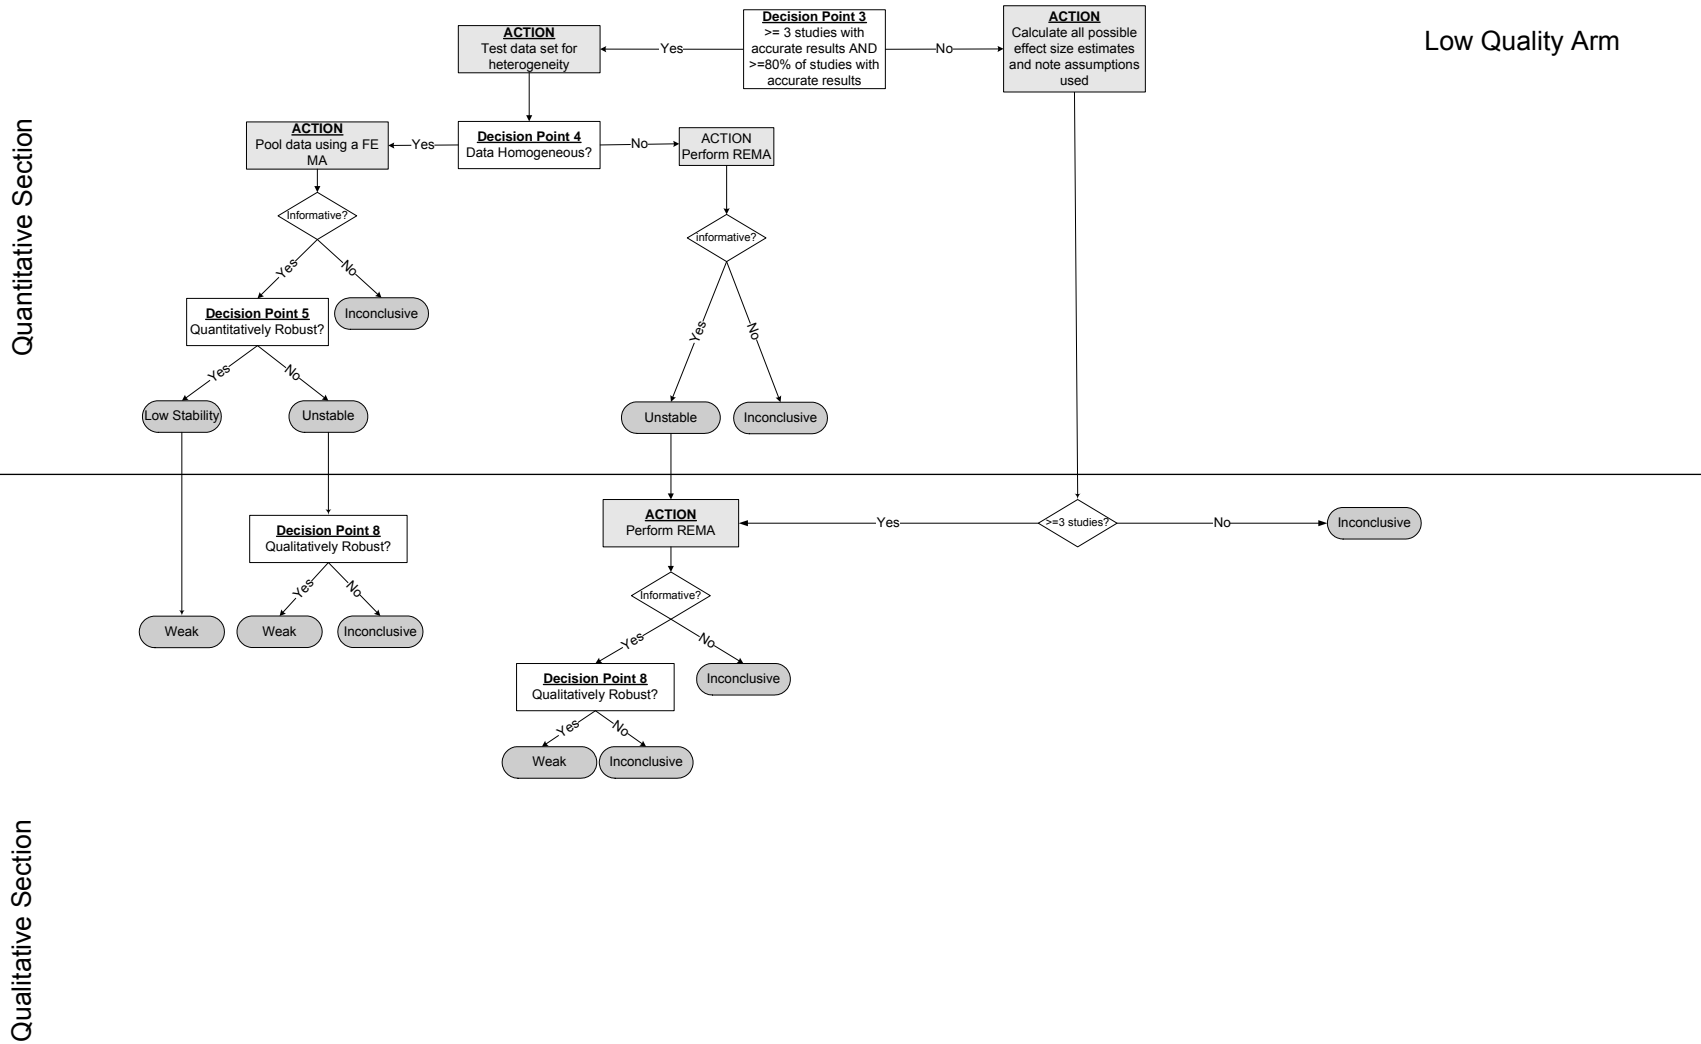 Low Quality Arm
Quantitative Section
Decision Point 3
>= 3 studies with
accurate results AND
>=80% of studies with
accurate results
Yes
No
ACTION
Test data set for
heterogeneity
ACTION
Calculate all possible
effect size estimates
and note assumptions
used
Decision Point 4
Data Homogeneous?
Yes
No
ACTION
Pool data using a FE
MA
ACTION
Perform REMA
Informative?
Yes
No
informative?
Yes
No
Decision Point 5
Quantitatively Robust?
Inconclusive
Yes
No
Low Stability
Unstable
Unstable
Inconclusive
Qualitative Section
Decision Point 8
Qualitatively Robust?
Yes
No
Weak
Weak
Inconclusive
ACTION
Perform REMA
Yes
>=3 studies?
No
Inconclusive
Informative?
Yes
No
Decision Point 8
Qualitatively Robust?
Inconclusive
Yes
No
Weak
Inconclusive